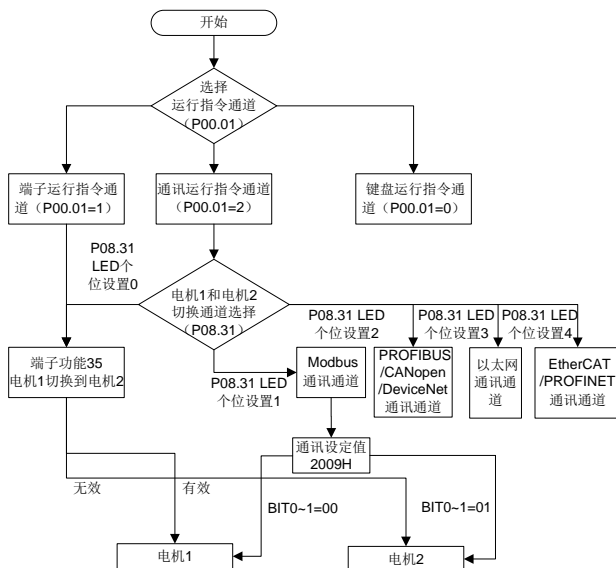 开始
选择
运行指令通道
（P00.01）
端子运行指令通
道（P00.01=1）
通讯运行指令通道
（P00.01=2）
键盘运行指令通
道（P00.01=0）
P08.31
LED个
位设置0
电机1和电机2
切换通道选择
（P08.31）
P08.31 LED
个位设置2
P08.31 LED
个位设置3
P08.31 LED
个位设置4
端子功能35
电机1切换到电机2
P08.31 LED
个位设置1
Modbus
通讯通道
PROFIBUS
/CANopen
/DeviceNet
通讯通道
以太网
通讯通
道
EtherCAT
/PROFINET
通讯通道
通讯设定值
2009H
无效
有效
BIT0~1=00
BIT0~1=01
电机1
电机2